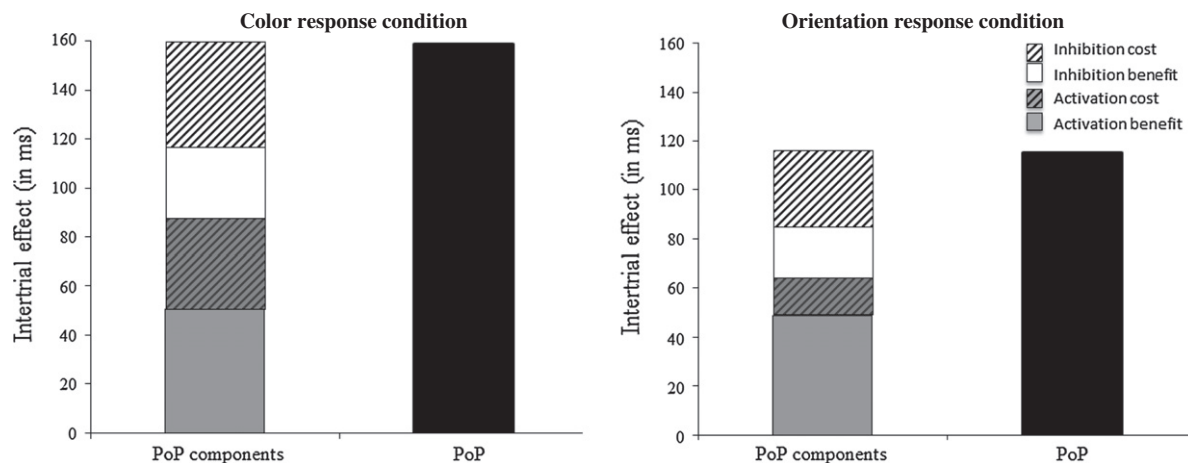 Color response condition
Intertrial effect (in ms)
160
140
120
100
80
60
40
20
0
PoP components
PoP
Orientation response condition
Intertrial effect (in ms)
160
140
120
100
80
60
40
20
0
Inhibition cost
Inhibition benefit
Activation cost
Activation benefit
PoP components
PoP